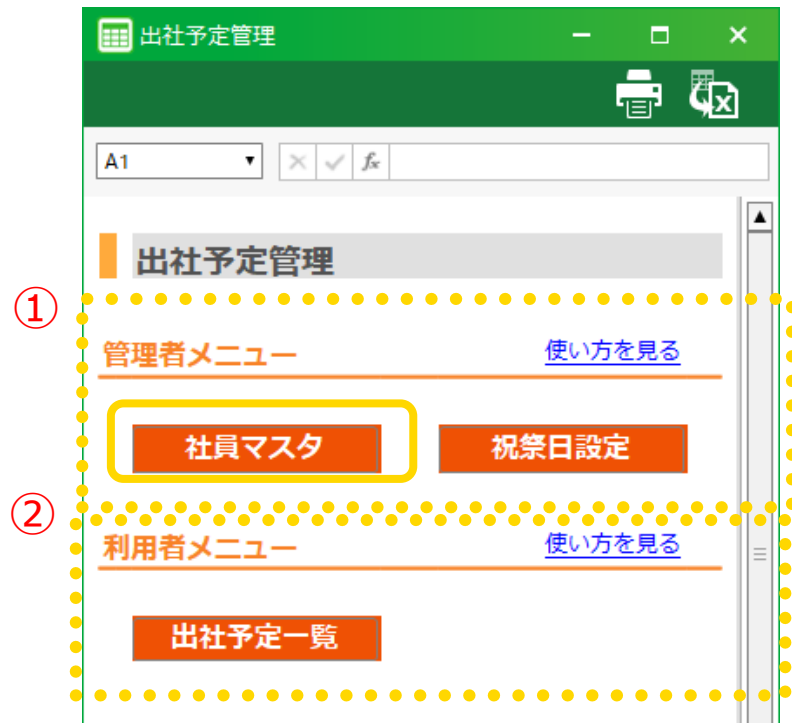 出社予定管理
A1
fx
出社予定管理
①
管理者メニュー 使い方を見る
社員マスタ 祝祭日設定
②
利用者メニュー 使い方を見る
出社予定一覧